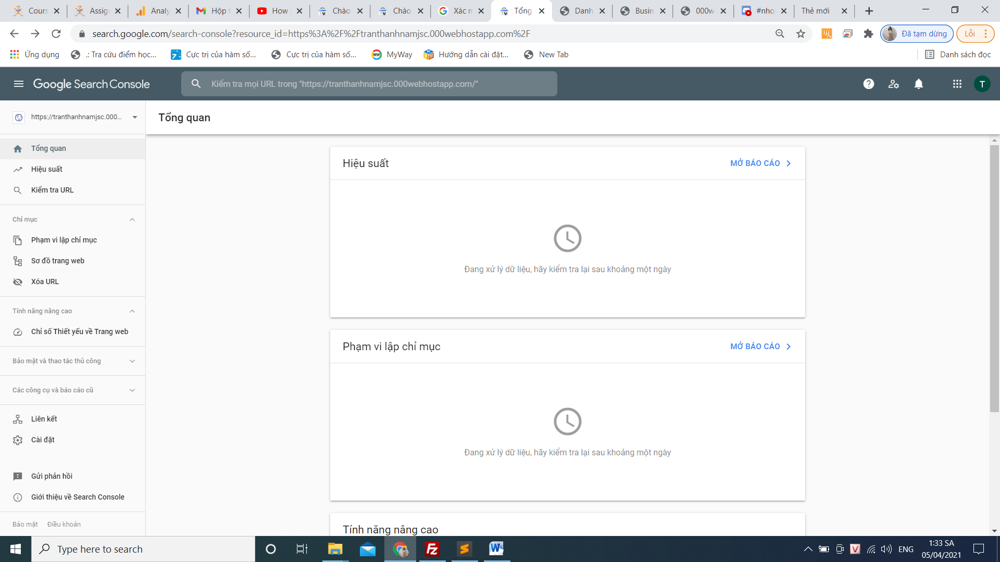 Cours
Assig
Analy
Hộp t
How
Chào
Chào
Xác m
Tổng
Danh
Busin
000w
#nho
Thẻ mới
search.google.com/search-console?resource_id=https%3A%2F%2Ftranthanhnamjsc.000webhostapp.com%2F
Đã tạm dừng
Lỗi
Ứng dụng
.: Tra cứu điểm học...
Cực trị của hàm số...
Cực trị của hàm số...
MyWay
Hướng dẫn cài đặt...
New Tab
Danh sách đọc
Google Search Console
Kiểm tra mọi URL trong "https://tranthanhnamjsc.000webhostapp.com/"
T
https://tranthanhnamjsc.000...
Tổng quan
Hiệu suất
Kiểm tra URL
Chỉ mục
Phạm vi lập chỉ mục
Sơ đồ trang web
Xóa URL
Tính năng nâng cao
Chỉ số Thiết yếu về Trang web
Bảo mật và thao tác thủ công
Các công cụ và báo cáo cũ
Liên kết
Cài đặt
Gửi phản hồi
Giới thiệu về Search Console
Bảo mật
Điều khoản
Tổng quan
Hiệu suất
MỞ BÁO CÁO
Đang xử lý dữ liệu, hãy kiểm tra lại sau khoảng một ngày
Phạm vi lập chỉ mục
MỞ BÁO CÁO
Đang xử lý dữ liệu, hãy kiểm tra lại sau khoảng một ngày
Tính năng nâng cao
Type here to search
ENG
1:33 SA
05/04/2021